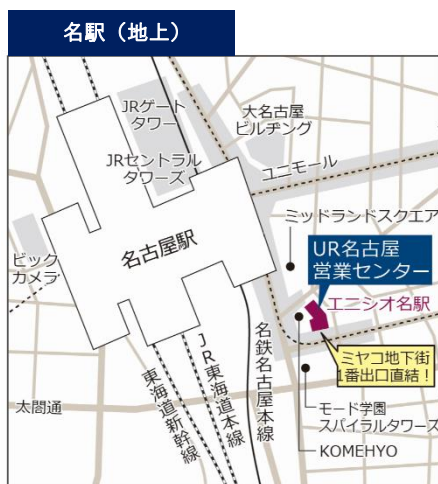 名駅（地上）
JRゲート
タワー
大名古屋
ビルヂング
JRセントラル
タワーズ
ユニモール
ミッドランドスクエア
名古屋駅
UR名古屋
営業センター
ビック
カメラ
エニシオ名駅
ミヤコ地下街
1番出口直結！
名鉄名古屋本線
JR東海道本線
東海道新幹線
太閤通
モード学園
スパイラルタワーズ
KOMEHYO